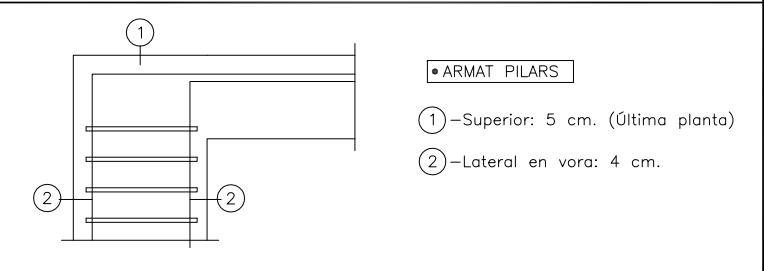 1
• ARMAT PILARS
1 -Superior: 5 cm. (Última planta)
2 -Lateral en vora: 4 cm.
2
2